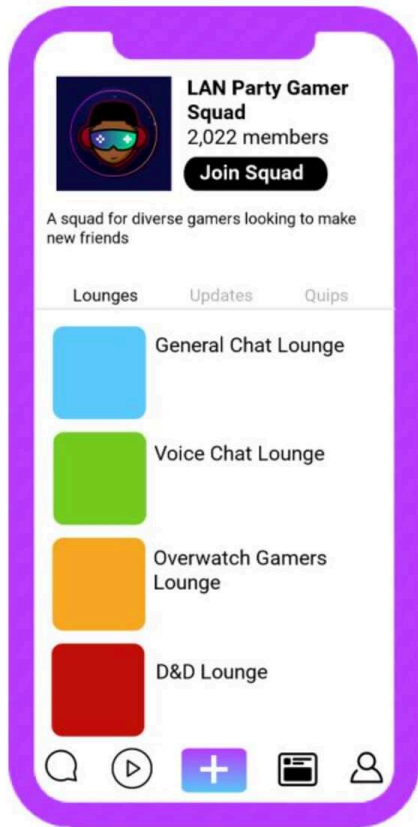 LAN Party Gamer
Squad
2,022 members
Join Squad
A squad for diverse gamers looking to make
new friends
Lounges Updates Quips
General Chat Lounge
Voice Chat Lounge
Overwatch Gamers
Lounge
D&D Lounge